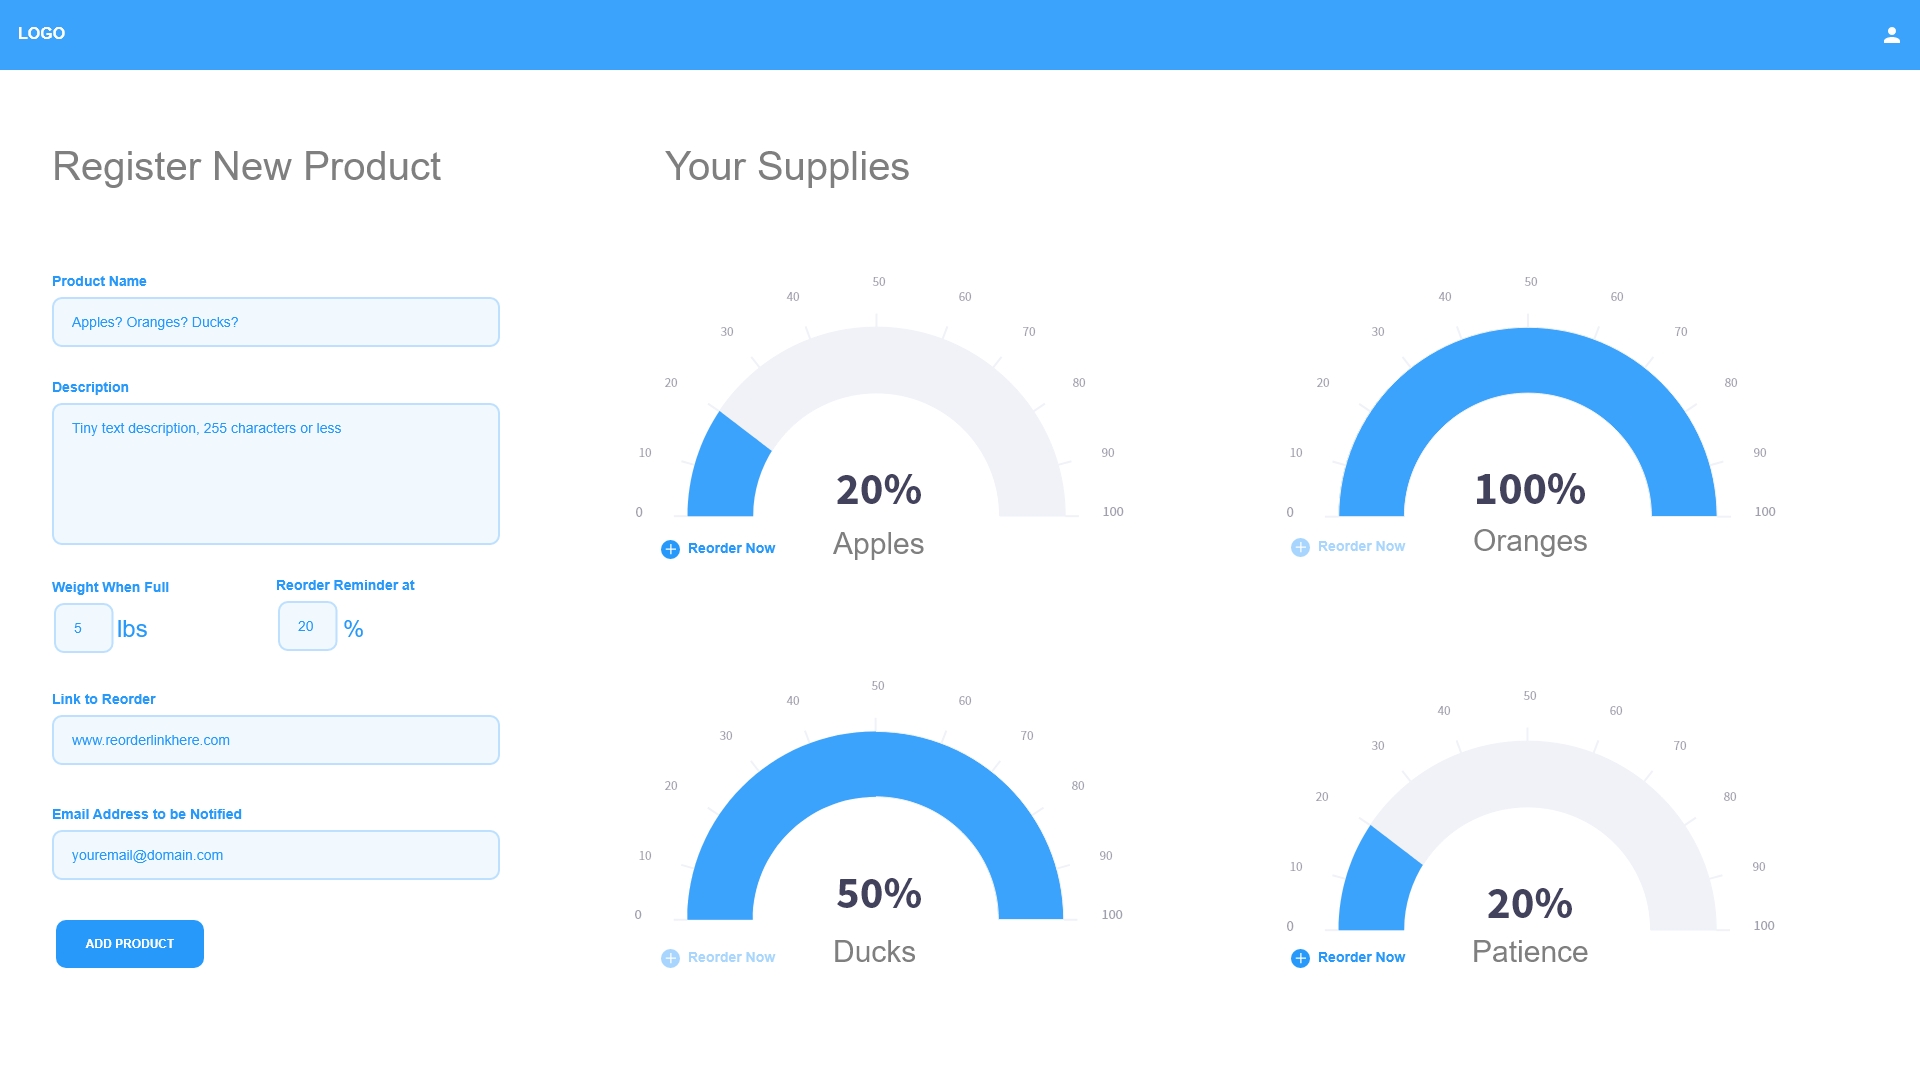 LOGO
Register New Product
Product Name
Apples? Oranges? Ducks?
Description
Tiny text description, 255 characters or less
Weight When Full
5 lbs
Reorder Reminder at
20 %
Link to Reorder
www.reorderlinkhere.com
Email Address to be Notified
youremail@domain.com
ADD PRODUCT
Your Supplies
0
10
20
30
40
50
60
70
80
90
100
20%
Apples
Reorder Now
0
10
20
30
40
50
60
70
80
90
100
100%
Oranges
Reorder Now
0
10
20
30
40
50
60
70
80
90
100
50%
Ducks
Reorder Now
0
10
20
30
40
50
60
70
80
90
100
20%
Patience
Reorder Now